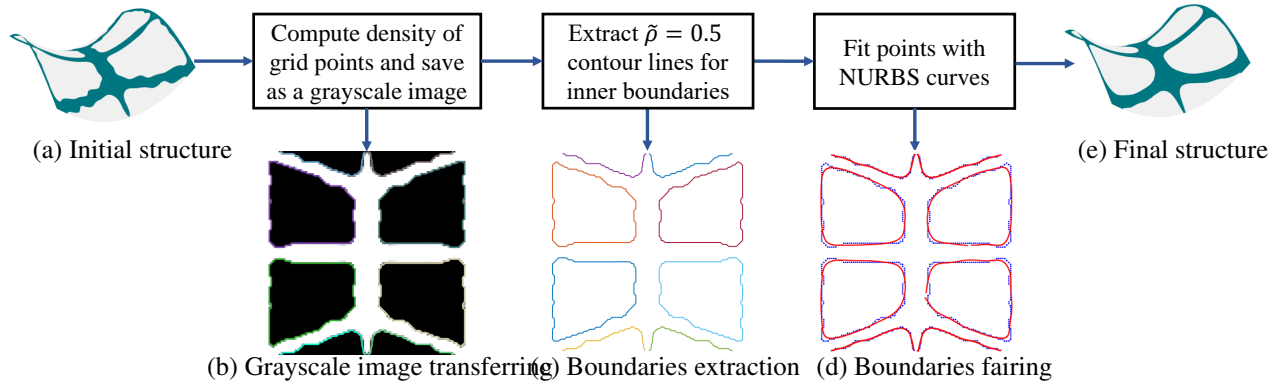 Compute density of
grid points and save
as a grayscale image
Extract ρ̃ = 0.5
contour lines for
inner boundaries
Fit points with
NURBS curves
(a) Initial structure
(e) Final structure
(b) Grayscale image transferring
(c) Boundaries extraction
(d) Boundaries fairing